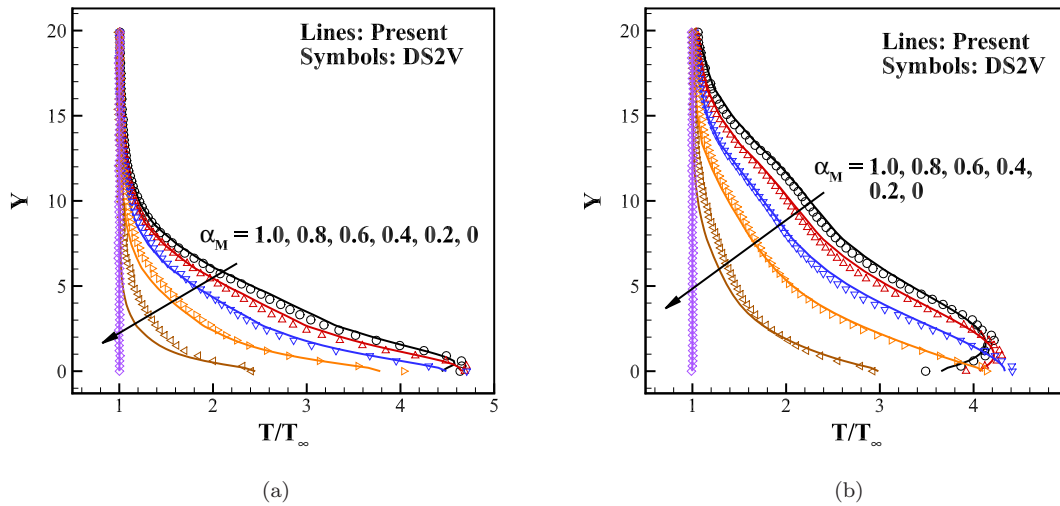 20
15
10
5
0
Y
1
2
3
4
5
T/T∞
Lines: Present
Symbols: DS2V
αM = 1.0, 0.8, 0.6, 0.4, 0.2, 0
(a)
20
15
10
5
0
Y
1
2
3
4
T/T∞
Lines: Present
Symbols: DS2V
αM = 1.0, 0.8, 0.6, 0.4,
0.2, 0
(b)